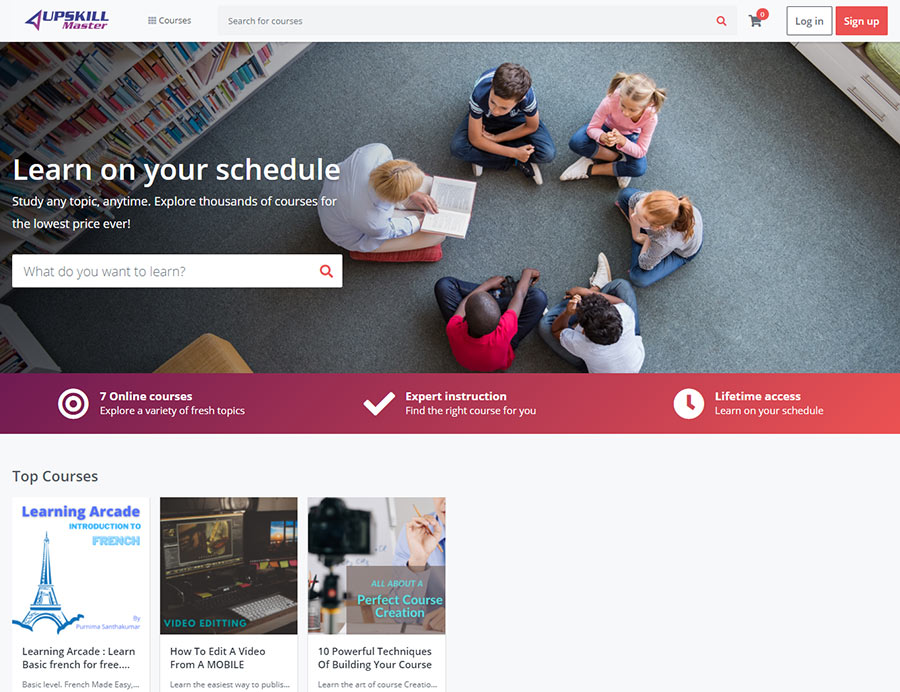 UPSKILL
Master
Courses
Search for courses
0
Log in
Sign up
Learn on your schedule
Study any topic, anytime. Explore thousands of courses for
the lowest price ever!
What do you want to learn?
7 Online courses
Explore a variety of fresh topics
Expert instruction
Find the right course for you
Lifetime access
Learn on your schedule
Top Courses
Learning Arcade
INTRODUCTION TO
FRENCH
By
Purnima Santhakumar
VIDEO EDITTING
ALL ABOUT A
Perfect Course
Creation
Learning Arcade : Learn
Basic french for free....
Basic level. French Made Easy,...
How To Edit A Video
From A MOBILE
Learn the easiest way to publis...
10 Powerful Techniques
Of Building Your Course
Learn the art of course Creatio...